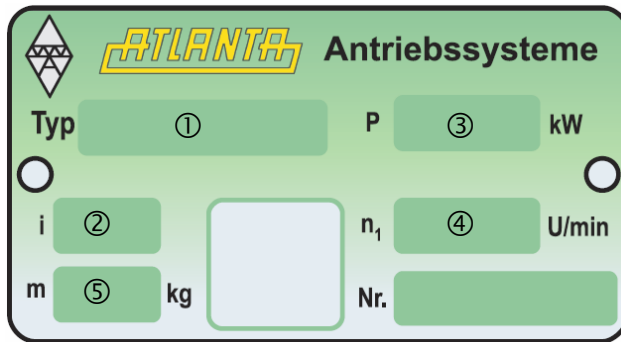 ATLANTA Antriebssysteme
Typ ① P ③ kW
i ② n₁ ④ U/min
m ⑤ kg Nr.